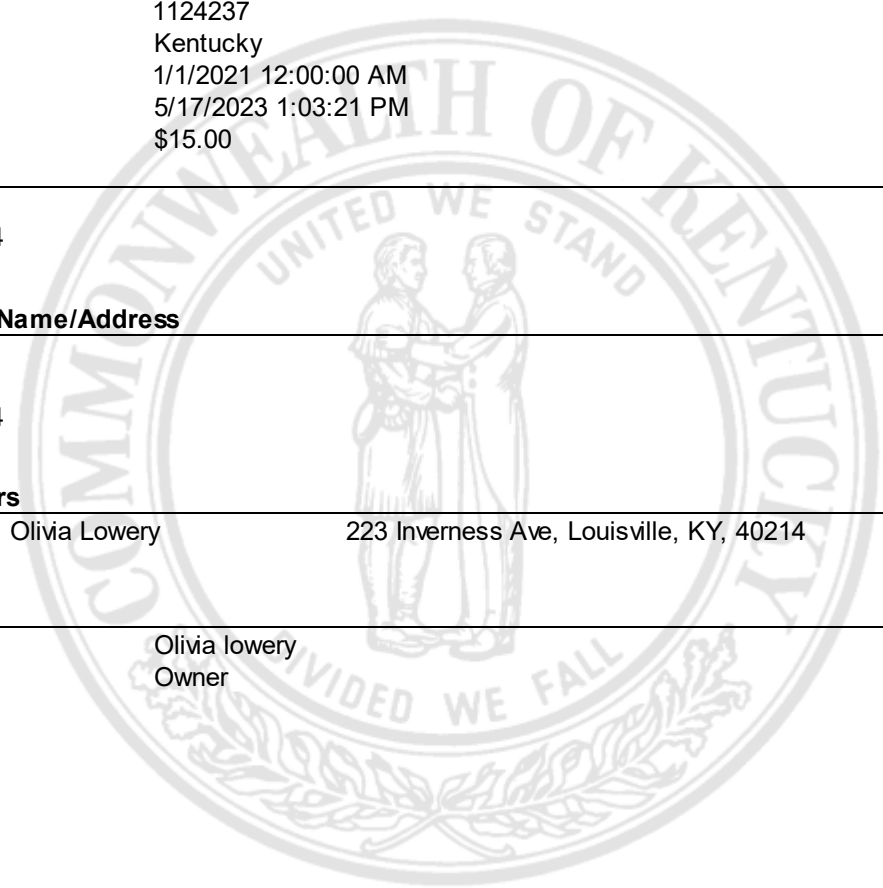 1124237
Kentucky
1/1/2021 12:00:00 AM
5/17/2023 1:03:21 PM
$15.00
COMMONWEALTH OF KENTUCKY
UNITED WE STAND
4
Name/Address
4
rs
Olivia Lowery 223 Inverness Ave, Louisville, KY, 40214
Olivia lowery
Owner
DIVIDED WE FALL